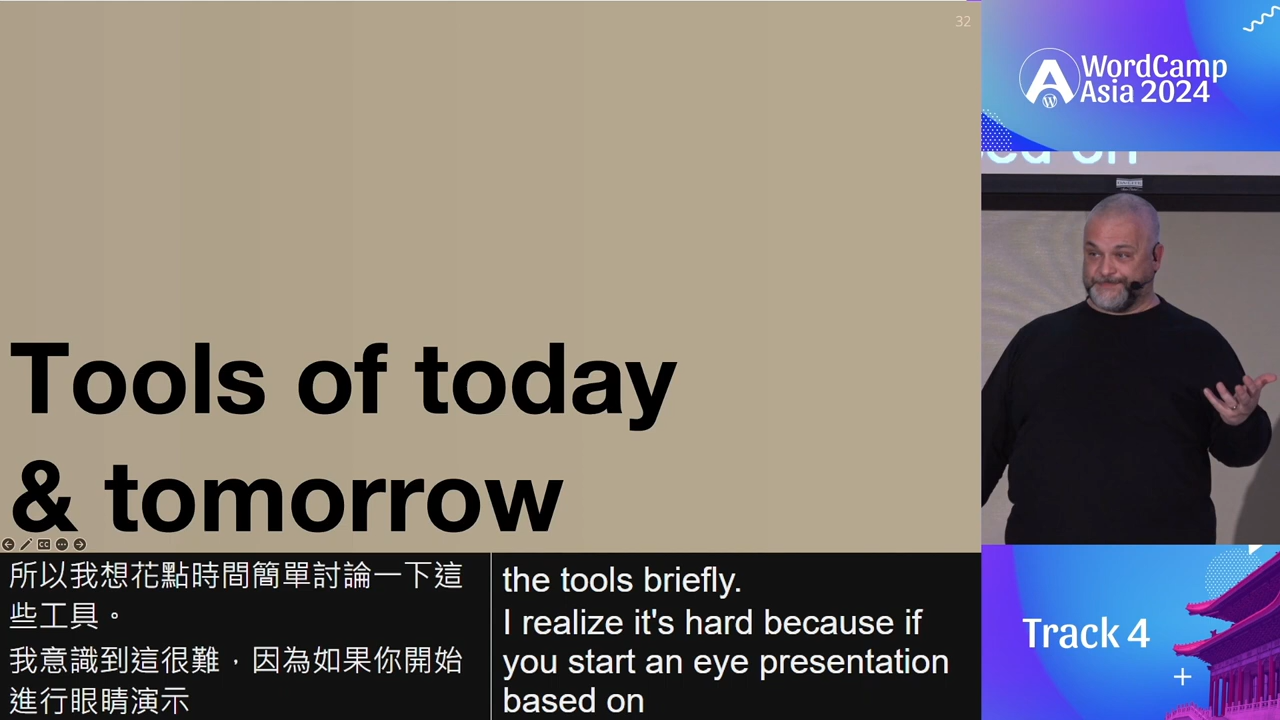 32
Tools of today
& tomorrow
所以我想花點時間簡單討論一下這
些工具。
我意識到這很難，因為如果你開始
進行眼睛演示
the tools briefly.
I realize it's hard because if
you start an eye presentation
based on
WordCamp
Asia 2024
sed on
Track 4